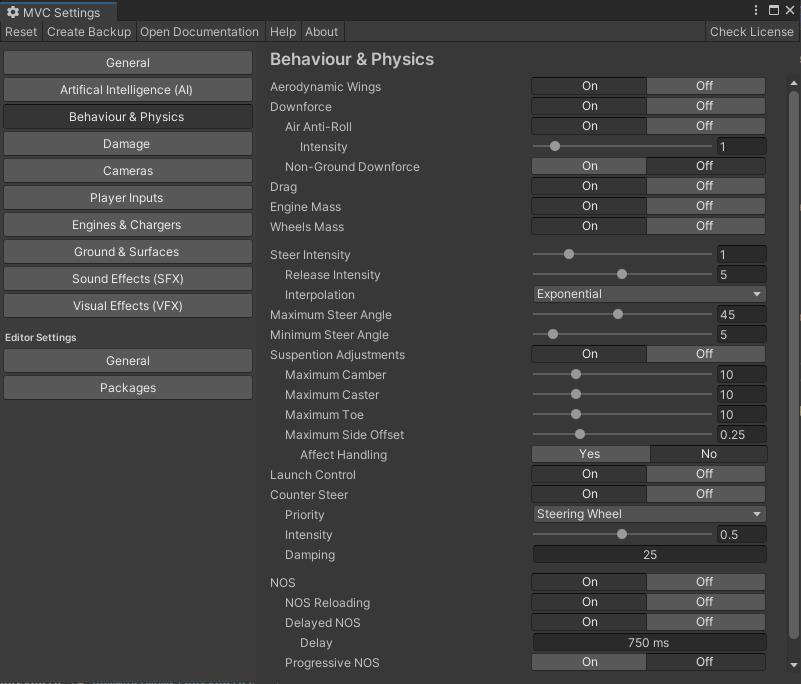 MVC Settings
Reset Create Backup Open Documentation Help About Check License
General
Artifical Intelligence (AI)
Behaviour & Physics
Damage
Cameras
Player Inputs
Engines & Chargers
Ground & Surfaces
Sound Effects (SFX)
Visual Effects (VFX)
Editor Settings
General
Packages
Behaviour & Physics
Aerodynamic Wings On Off
Downforce On Off
Air Anti-Roll On Off
Intensity 1
Non-Ground Downforce On Off
Drag On Off
Engine Mass On Off
Wheels Mass On Off
Steer Intensity 1
Release Intensity 5
Interpolation Exponential
Maximum Steer Angle 45
Minimum Steer Angle 5
Suspention Adjustments On Off
Maximum Camber 10
Maximum Caster 10
Maximum Toe 10
Maximum Side Offset 0.25
Affect Handling Yes No
Launch Control On Off
Counter Steer On Off
Priority Steering Wheel
Intensity 0.5
Damping 25
NOS On Off
NOS Reloading On Off
Delayed NOS On Off
Delay 750 ms
Progressive NOS On Off